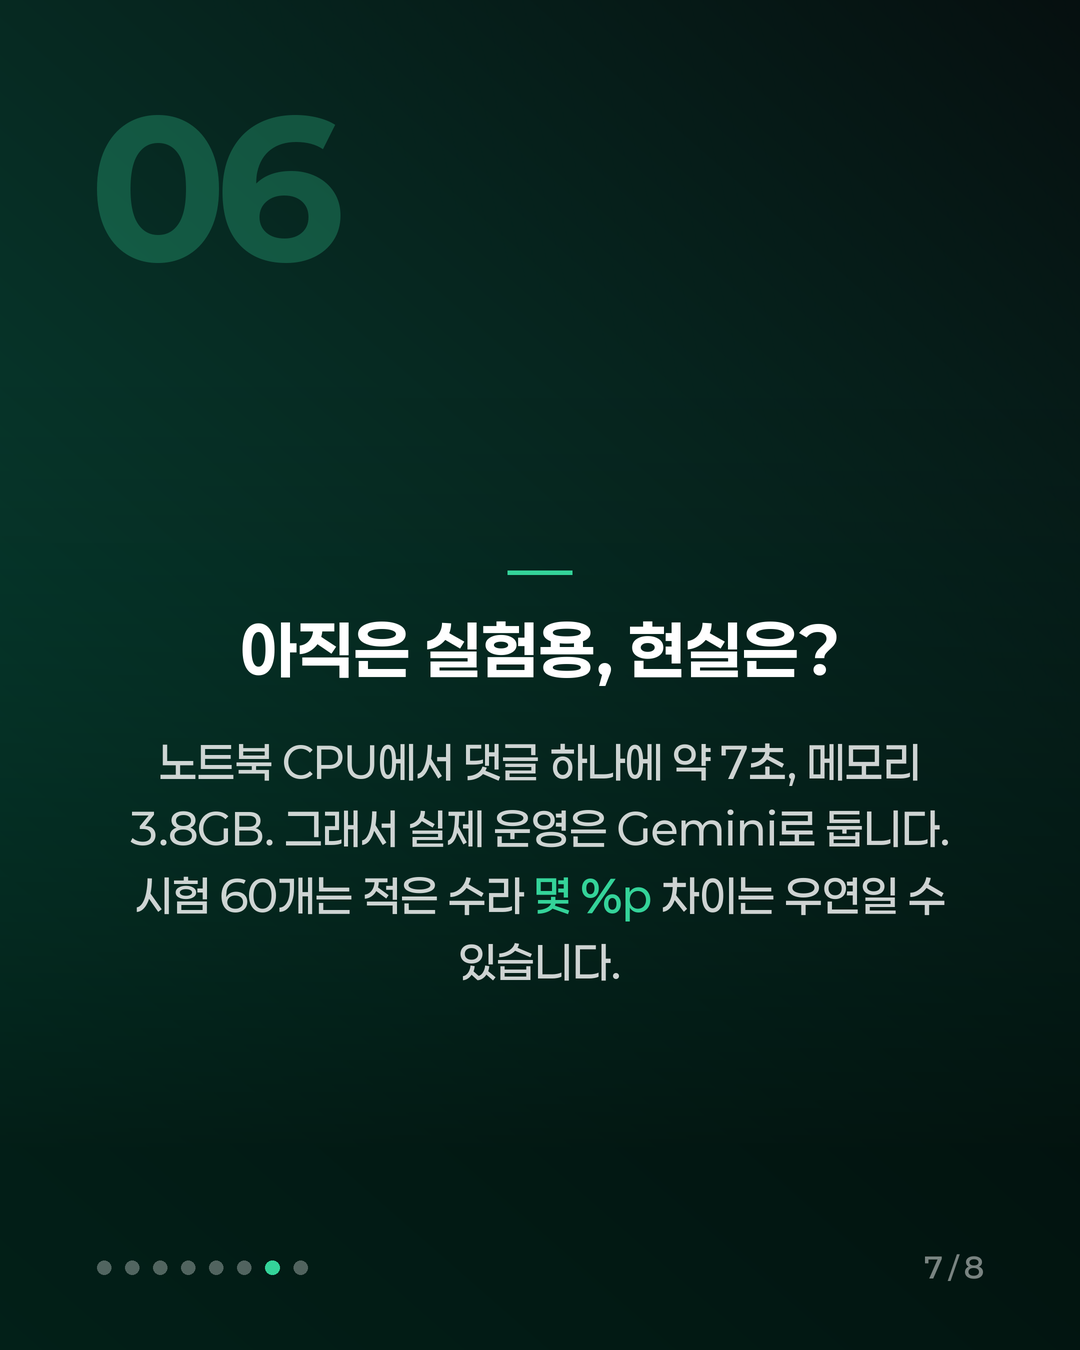 06
아직은 실험용, 현실은?
노트북 CPU에서 댓글 하나에 약 7초, 메모리
3.8GB. 그래서 실제 운영은 Gemini로 둡니다.
시험 60개는 적은 수라 몇 %p 차이는 우연일 수
있습니다.
7/8